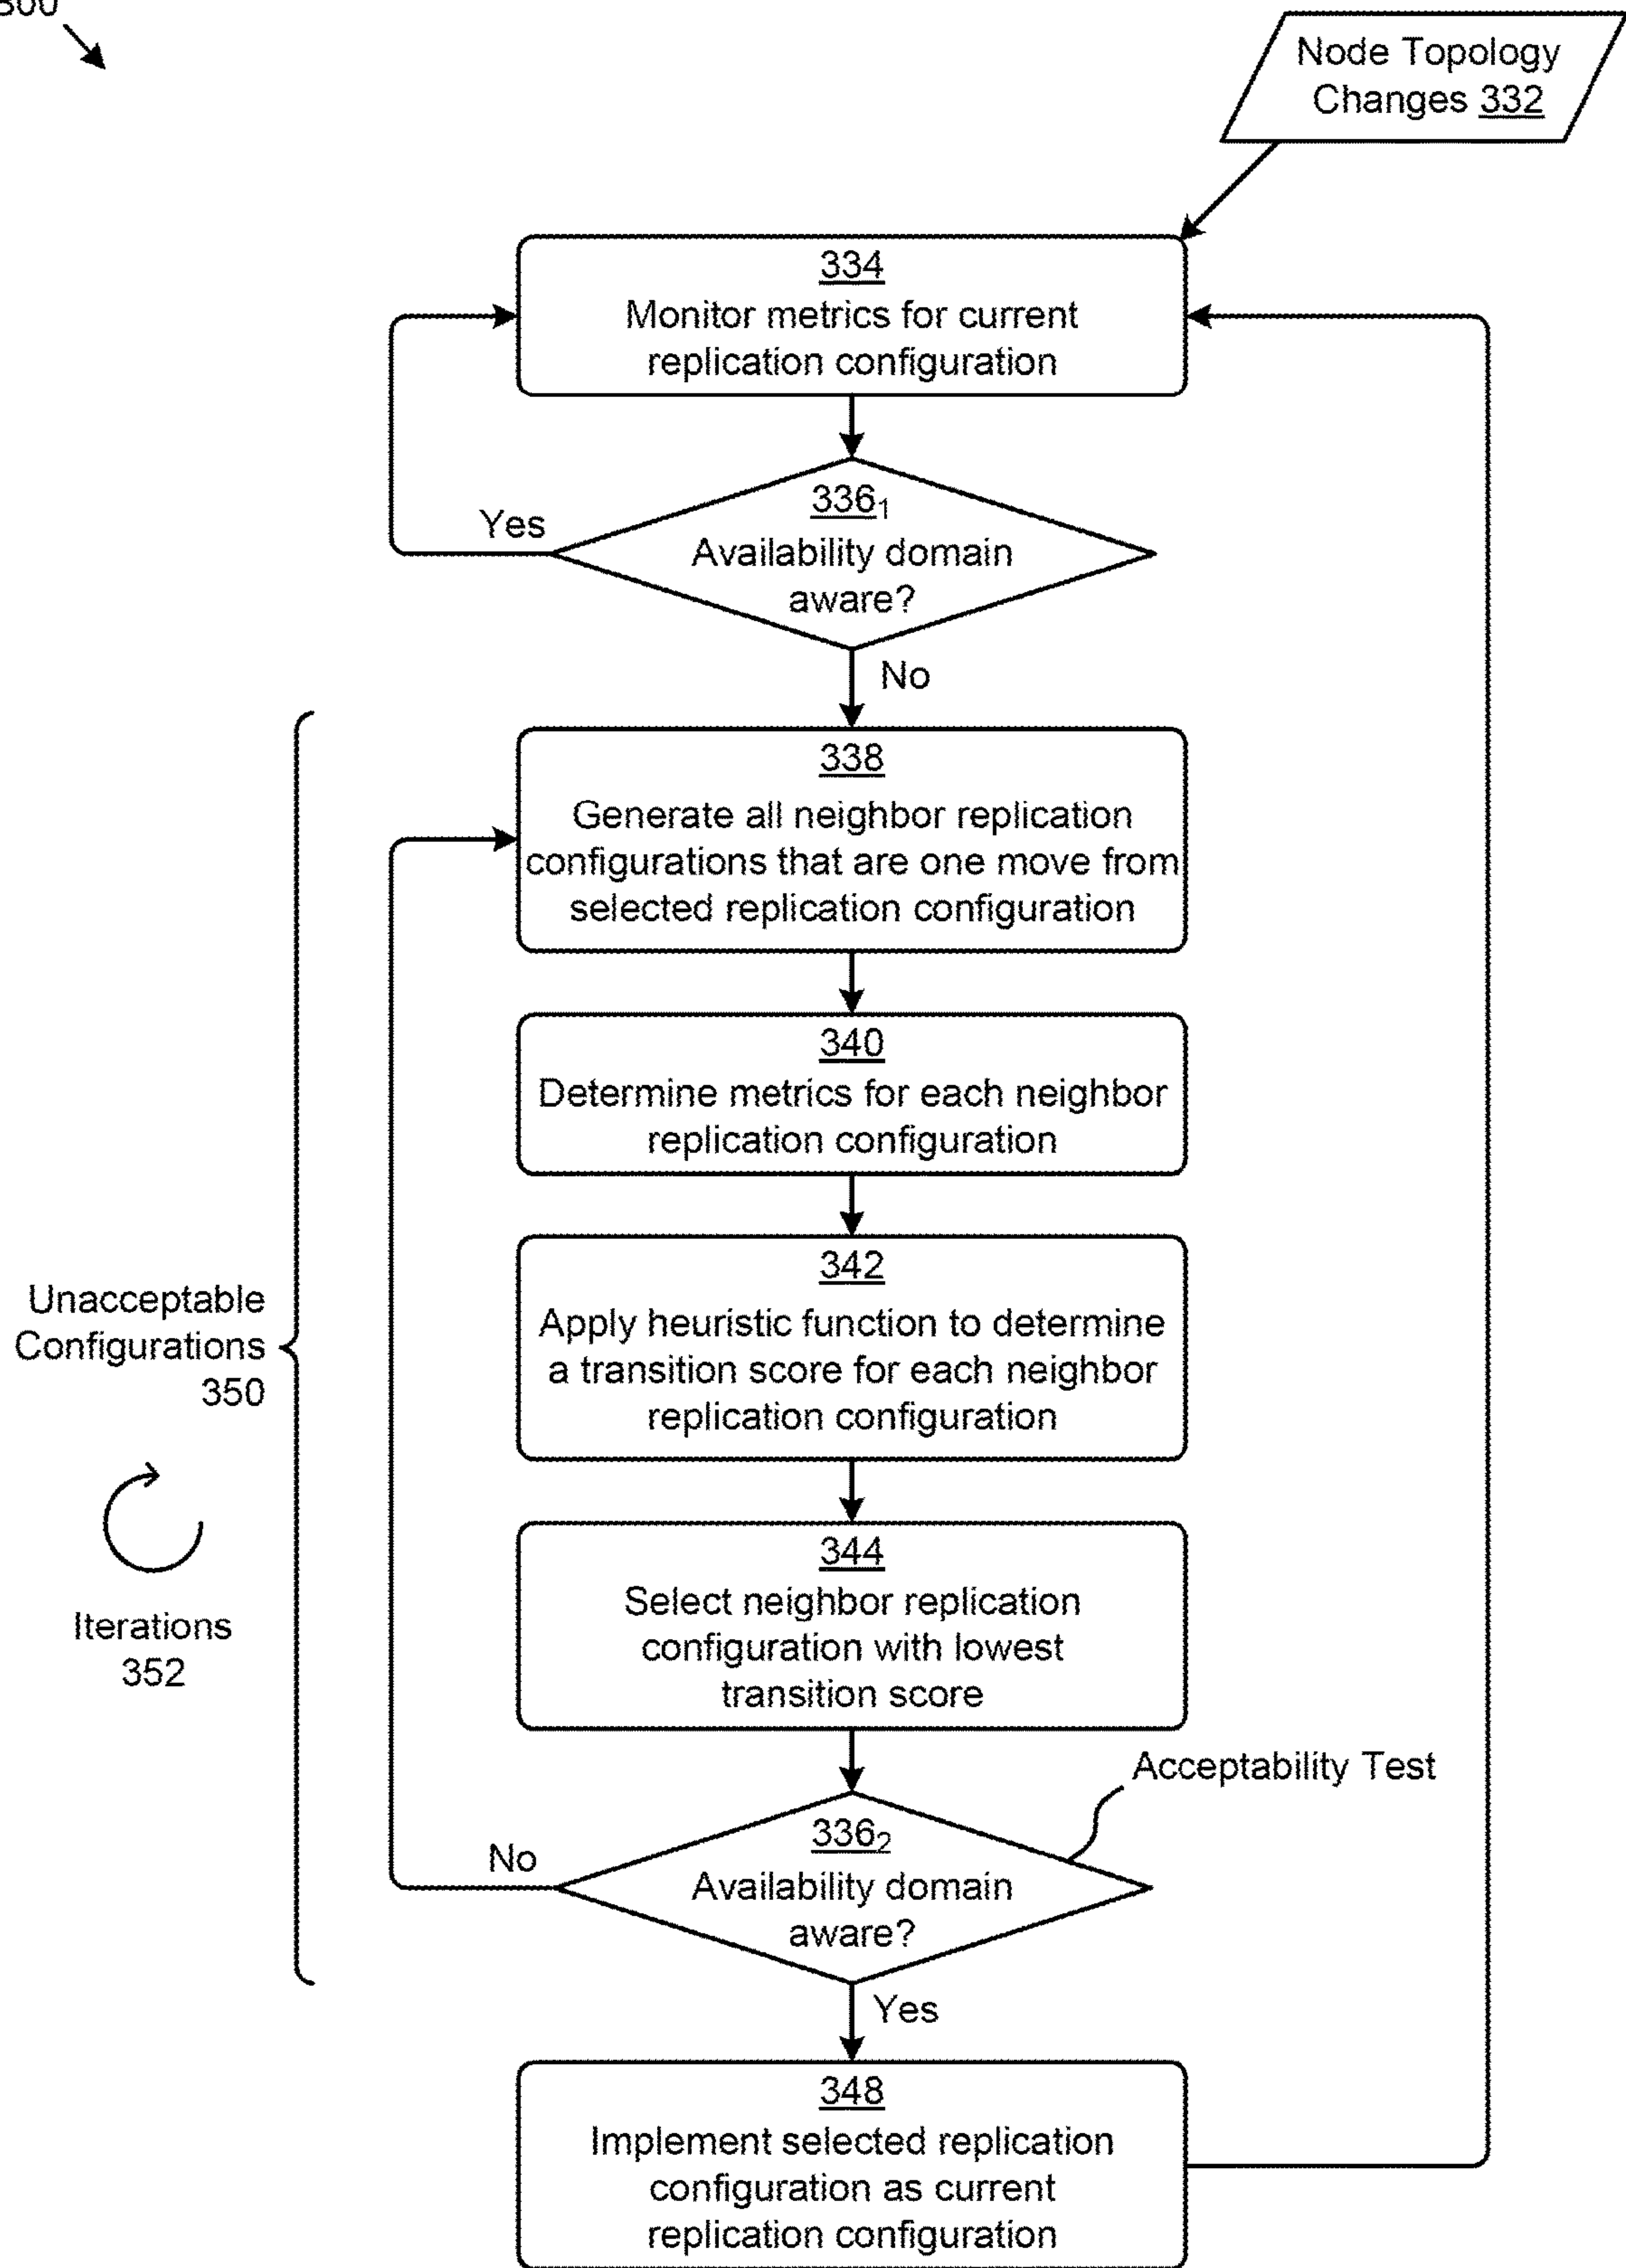 Node Topology
Changes 332
334
Monitor metrics for current
replication configuration
336₁
Yes
Availability domain
aware?
No
338
Generate all neighbor replication
configurations that are one move from
selected replication configuration
340
Determine metrics for each neighbor
replication configuration
342
Apply heuristic function to determine
a transition score for each neighbor
replication configuration
Unacceptable
Configurations
350
Iterations
352
344
Select neighbor replication
configuration with lowest
transition score
Acceptability Test
336₂
No
Availability domain
aware?
Yes
348
Implement selected replication
configuration as current
replication configuration